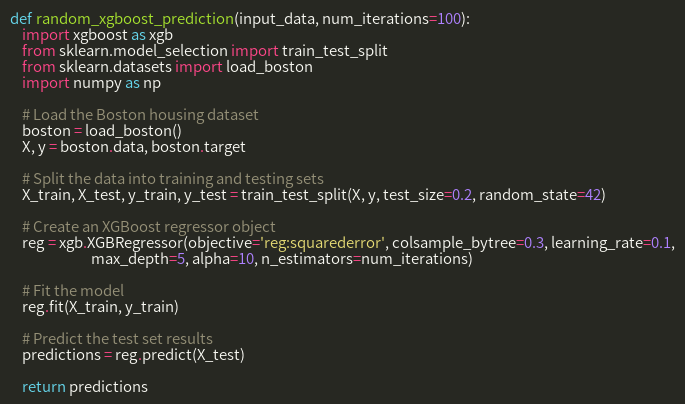 def random_xgboost_prediction(input_data, num_iterations=100):
import xgboost as xgb
from sklearn.model_selection import train_test_split
from sklearn.datasets import load_boston
import numpy as np
# Load the Boston housing dataset
boston = load_boston()
X, y = boston.data, boston.target
# Split the data into training and testing sets
X_train, X_test, y_train, y_test = train_test_split(X, y, test_size=0.2, random_state=42)
# Create an XGBoost regressor object
reg = xgb.XGBRegressor(objective='reg:squarederror', colsample_bytree=0.3, learning_rate=0.1,
max_depth=5, alpha=10, n_estimators=num_iterations)
# Fit the model
reg.fit(X_train, y_train)
# Predict the test set results
predictions = reg.predict(X_test)
return predictions